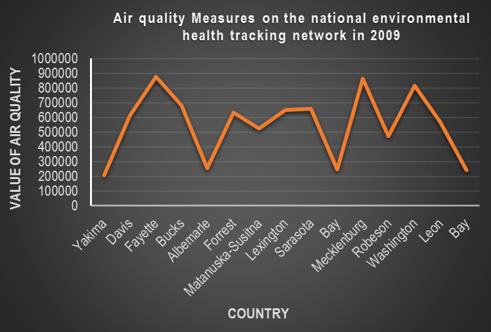 Air quality Measures on the national environmental
health tracking network in 2009
VALUE OF AIR QUALITY
1000000
900000
800000
700000
600000
500000
400000
300000
200000
100000
0
Yakima
Davis
Fayette
Bucks
Albemarle
Forrest
Matanuska-Susitna
Lexington
Sarasota
Bay
Mecklenburg
Robeson
Washington
Leon
Bay
COUNTRY